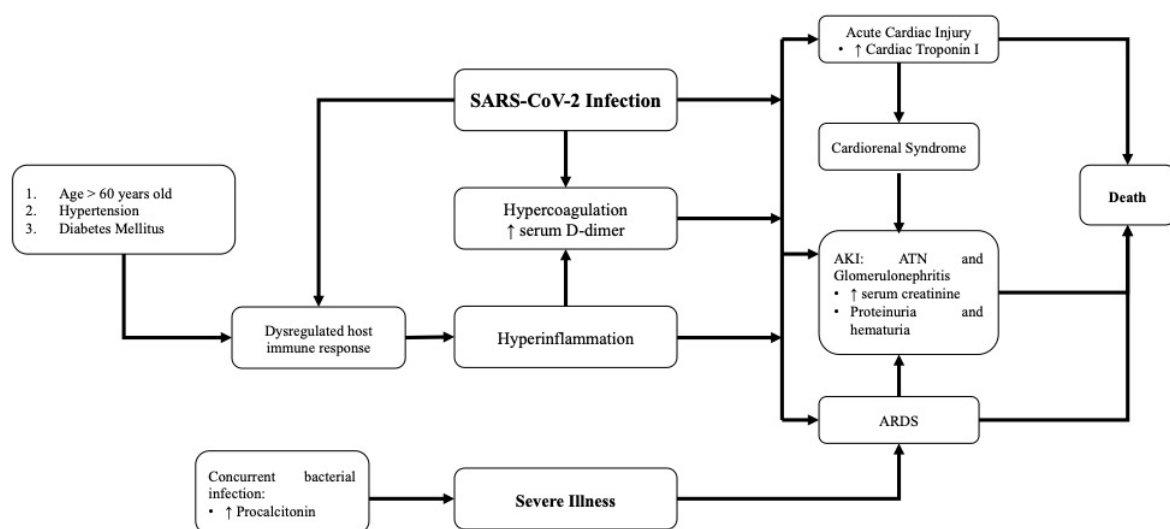 Acute Cardiac Injury
• ↑ Cardiac Troponin I
SARS-CoV-2 Infection
Cardiorenal Syndrome
1. Age > 60 years old
2. Hypertension
3. Diabetes Mellitus
Hypercoagulation
↑ serum D-dimer
Death
AKI: ATN and
Glomerulonephritis
• ↑ serum creatinine
• Proteinuria and
hematuria
Dysregulated host
immune response
Hyperinflammation
ARDS
Concurrent bacterial
infection:
• ↑ Procalcitonin
Severe Illness